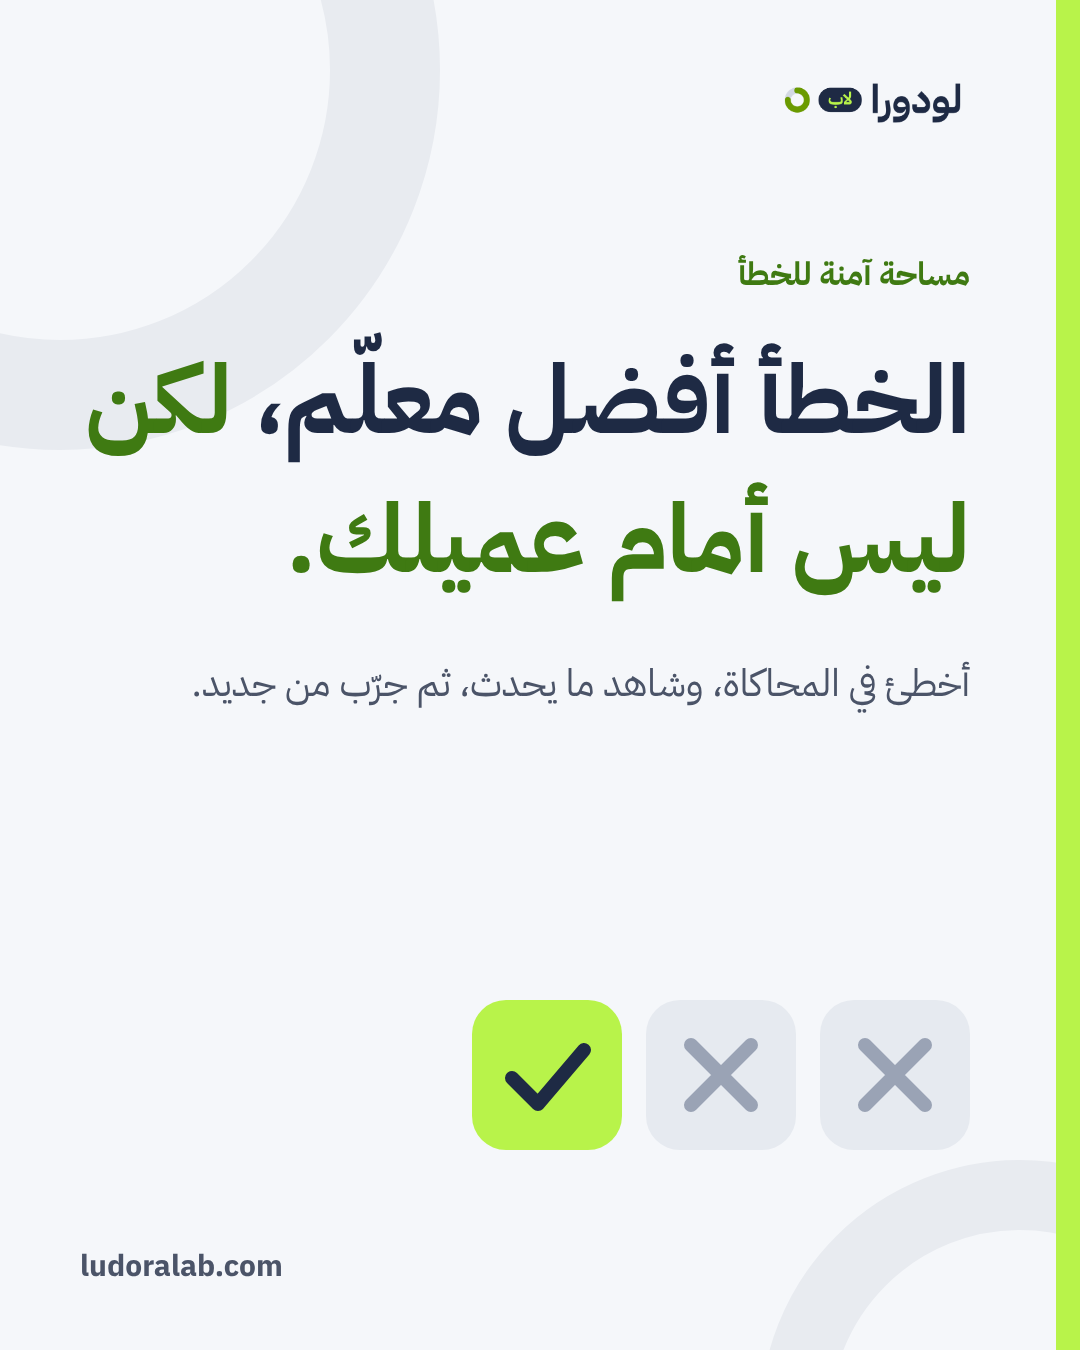 لودورا لاب
مساحة آمنة للخطأ
الخطأ أفضل معلّم، لكن
ليس أمام عميلك.
أخطئ في المحاكاة، وشاهد ما يحدث، ثم جرّب من جديد.
ludoralab.com